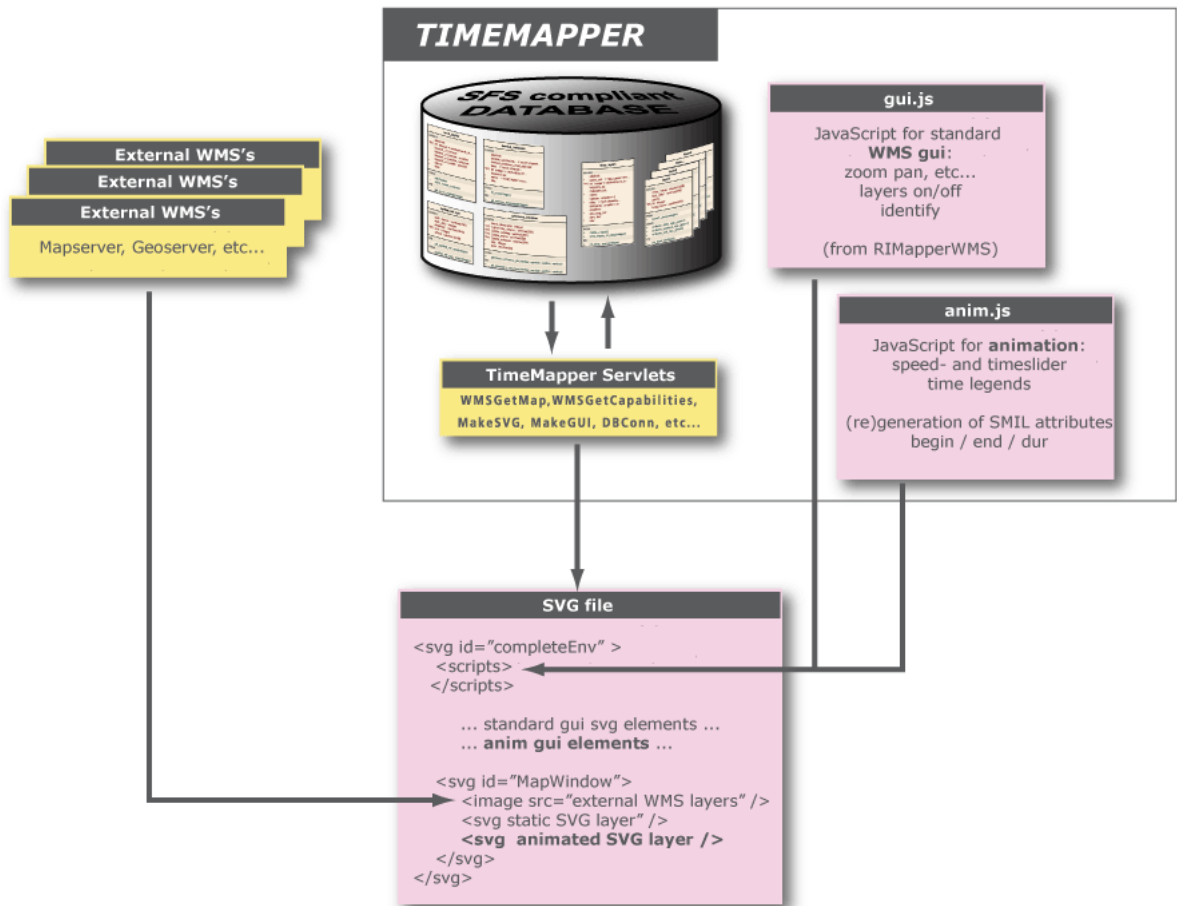 TIMEMAPPER
SFS compliant
DATABASE
gui.js
JavaScript for standard
WMS gui:
zoom pan, etc...
layers on/off
identify
(from RIMapperWMS)
External WMS's
External WMS's
External WMS's
Mapserver, Geoserver, etc...
anim.js
JavaScript for animation:
speed- and timeslider
time legends
(re)generation of SMIL attributes
begin / end / dur
TimeMapper Servlets
WMSGetMap,WMSGetCapabilities,
MakeSVG, MakeGUI, DBConn, etc...
SVG file
<svg id=”completeEnv” >
<scripts>
</scripts>
... standard gui svg elements ...
... anim gui elements ...
<svg id=”MapWindow”>
<image src=”external WMS layers” />
<svg static SVG layer” />
<svg  animated SVG layer />
</svg>
</svg>